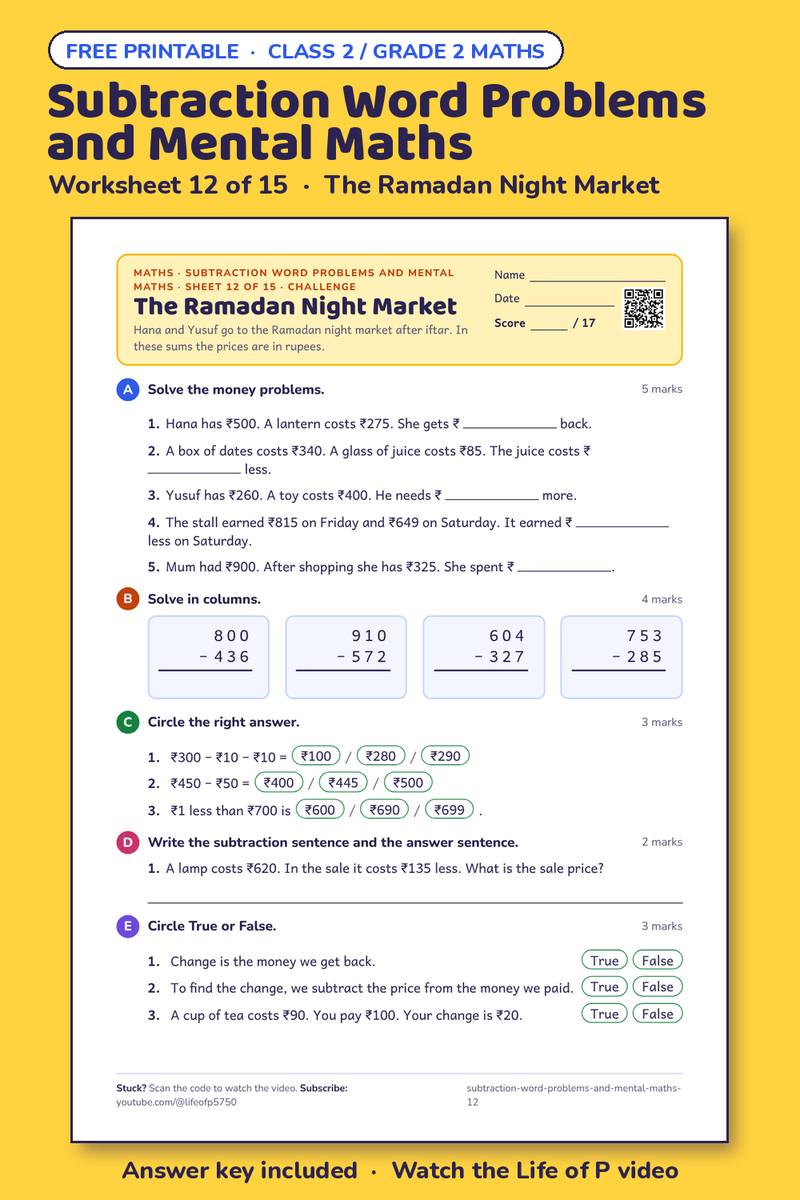 FREE PRINTABLE · CLASS 2 / GRADE 2 MATHS
Subtraction Word Problems
and Mental Maths
Worksheet 12 of 15 · The Ramadan Night Market
MATHS · SUBTRACTION WORD PROBLEMS AND MENTAL
MATHS · SHEET 12 OF 15 · CHALLENGE
The Ramadan Night Market
Hana and Yusuf go to the Ramadan night market after iftar. In
these sums the prices are in rupees.
Name ____________
Date ____________
Score ______ / 17
A Solve the money problems. 5 marks
1. Hana has ₹500. A lantern costs ₹275. She gets ₹ ____________ back.
2. A box of dates costs ₹340. A glass of juice costs ₹85. The juice costs ₹
____________ less.
3. Yusuf has ₹260. A toy costs ₹400. He needs ₹ ____________ more.
4. The stall earned ₹815 on Friday and ₹649 on Saturday. It earned ₹ ____________
less on Saturday.
5. Mum had ₹900. After shopping she has ₹325. She spent ₹ ____________.
B Solve in columns. 4 marks
800 910 604 753
− 436 − 572 − 327 − 285
C Circle the right answer. 3 marks
1. ₹300 − ₹10 − ₹10 = ₹100 / ₹280 / ₹290
2. ₹450 − ₹50 = ₹400 / ₹445 / ₹500
3. ₹1 less than ₹700 is ₹600 / ₹690 / ₹699 .
D Write the subtraction sentence and the answer sentence. 2 marks
1. A lamp costs ₹620. In the sale it costs ₹135 less. What is the sale price?
E Circle True or False. 3 marks
1. Change is the money we get back. True False
2. To find the change, we subtract the price from the money we paid. True False
3. A cup of tea costs ₹90. You pay ₹100. Your change is ₹20. True False
Stuck? Scan the code to watch the video. Subscribe:
youtube.com/@lifeofp5750
subtraction-word-problems-and-mental-maths-
12
Answer key included · Watch the Life of P video